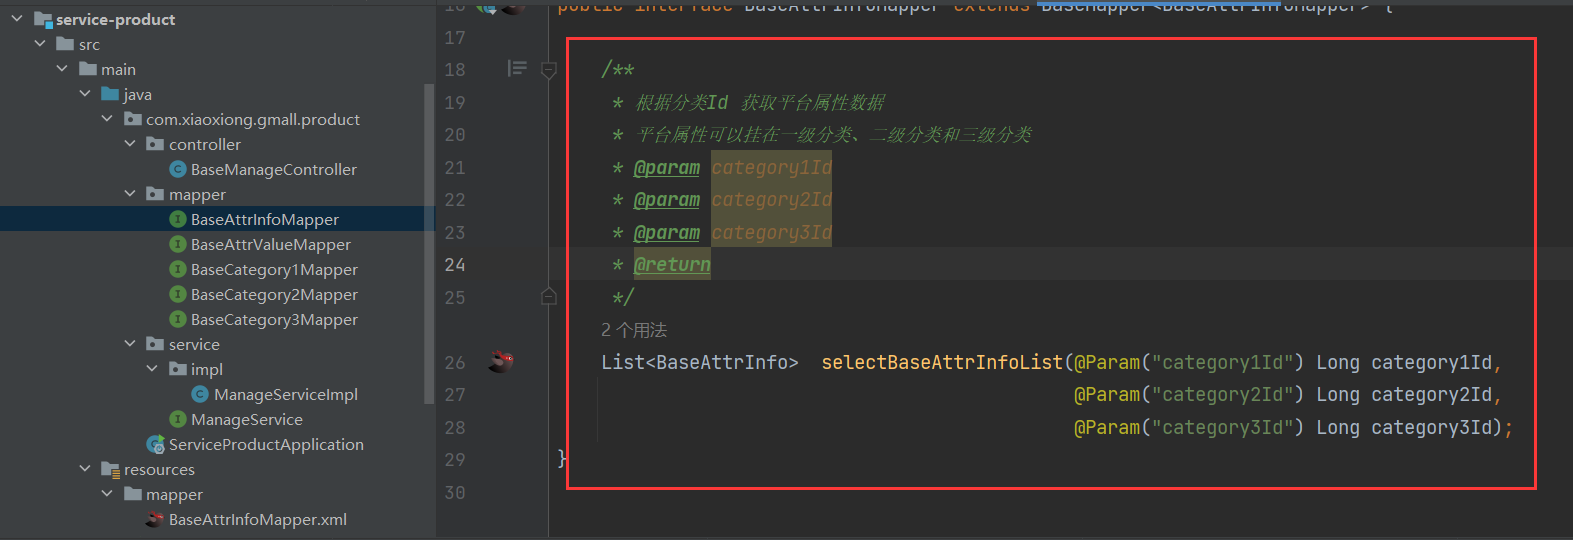 service-product
src
main
java
com.xiaoxiong.gmall.product
controller
BaseManageController
mapper
BaseAttrInfoMapper
BaseAttrValueMapper
BaseCategory1Mapper
BaseCategory2Mapper
BaseCategory3Mapper
service
impl
ManageServiceImpl
ManageService
ServiceProductApplication
resources
mapper
BaseAttrInfoMapper.xml
16 public interface BaseAttrInfoMapper extends BaseMapper<BaseAttrInfoMapper> {
17
18 /**
19 * 根据分类Id 获取平台属性数据
20 * 平台属性可以挂在一级分类、二级分类和三级分类
21 * @param category1Id
22 * @param category2Id
23 * @param category3Id
24 * @return
25 */
2 个用法
26 List<BaseAttrInfo> selectBaseAttrInfoList(@Param("category1Id") Long category1Id,
27 @Param("category2Id") Long category2Id,
28 @Param("category3Id") Long category3Id);
29 }
30